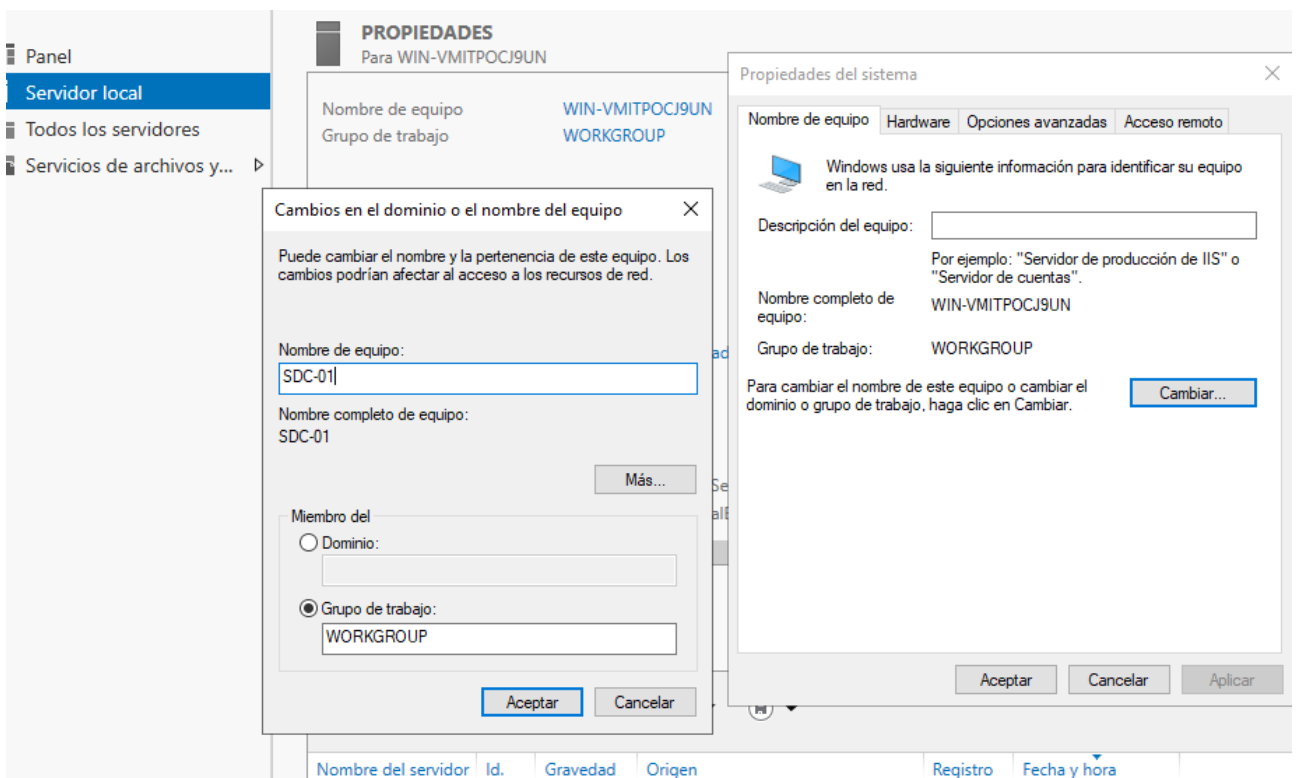 Panel
Servidor local
Todos los servidores
Servicios de archivos y...
PROPIEDADES
Para WIN-VMITPOCJ9UN
Nombre de equipo WIN-VMITPOCJ9UN
Grupo de trabajo WORKGROUP
Cambios en el dominio o el nombre del equipo
Puede cambiar el nombre y la pertenencia de este equipo. Los
cambios podrían afectar al acceso a los recursos de red.
Nombre de equipo:
SDC-01
Nombre completo de equipo:
SDC-01
Más...
Miembro del
Dominio:
Grupo de trabajo:
WORKGROUP
Aceptar Cancelar
Propiedades del sistema
Nombre de equipo Hardware Opciones avanzadas Acceso remoto
Windows usa la siguiente información para identificar su equipo
en la red.
Descripción del equipo:
Por ejemplo: "Servidor de producción de IIS" o
"Servidor de cuentas".
Nombre completo de
equipo:
WIN-VMITPOCJ9UN
Grupo de trabajo: WORKGROUP
Para cambiar el nombre de este equipo o cambiar el
dominio o grupo de trabajo, haga clic en Cambiar.
Cambiar...
Aceptar Cancelar Aplicar
Nombre del servidor Id. Gravedad Origen Registro Fecha y hora